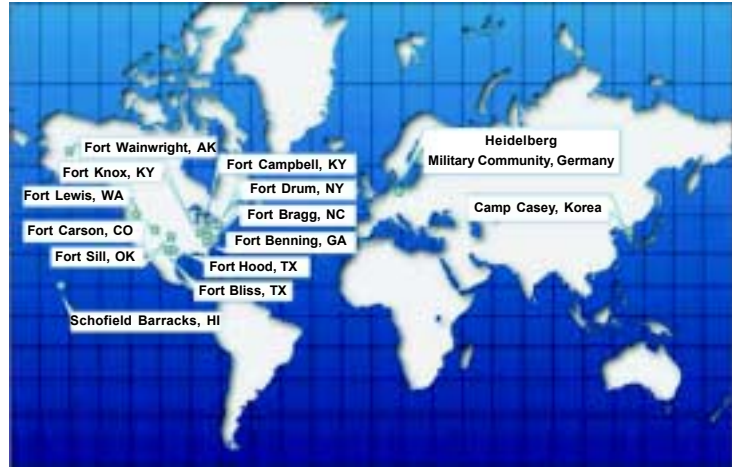 Fort Wainwright, AK
Fort Knox, KY
Fort Lewis, WA
Fort Carson, CO
Fort Sill, OK
Fort Campbell, KY
Fort Drum, NY
Fort Bragg, NC
Fort Benning, GA
Fort Hood, TX
Fort Bliss, TX
Schofield Barracks, HI
Heidelberg
Military Community, Germany
Camp Casey, Korea